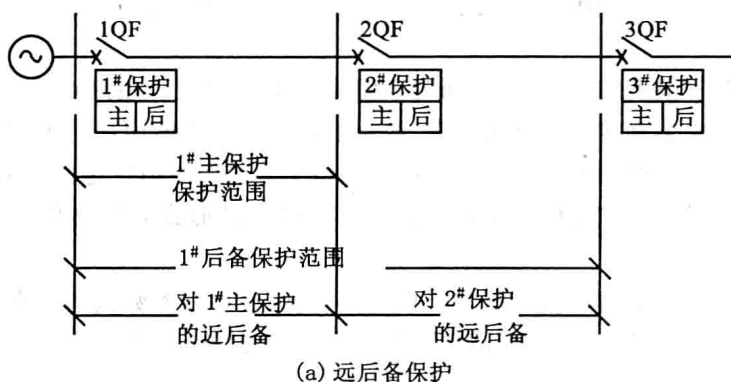 1QF 2QF 3QF
1#保护 2#保护 3#保护
主 后 主 后 主 后
1#主保护
保护范围
1#后备保护范围
对1#主保护 对2#保护
的近后备 的远后备
(a) 远后备保护